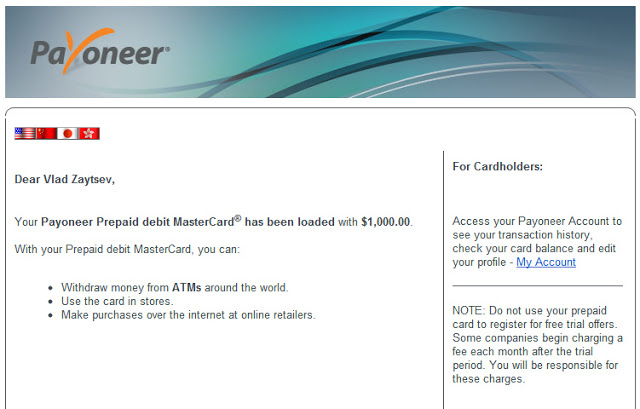 Payoneer®
Dear Vlad Zaytsev,
Your Payoneer Prepaid debit MasterCard® has been loaded with $1,000.00.
With your Prepaid debit MasterCard, you can:
• Withdraw money from ATMs around the world.
• Use the card in stores.
• Make purchases over the internet at online retailers.
For Cardholders:
Access your Payoneer Account to
see your transaction history,
check your card balance and edit
your profile - My Account
NOTE: Do not use your prepaid
card to register for free trial offers.
Some companies begin charging a
fee each month after the trial
period. You will be responsible for
these charges.